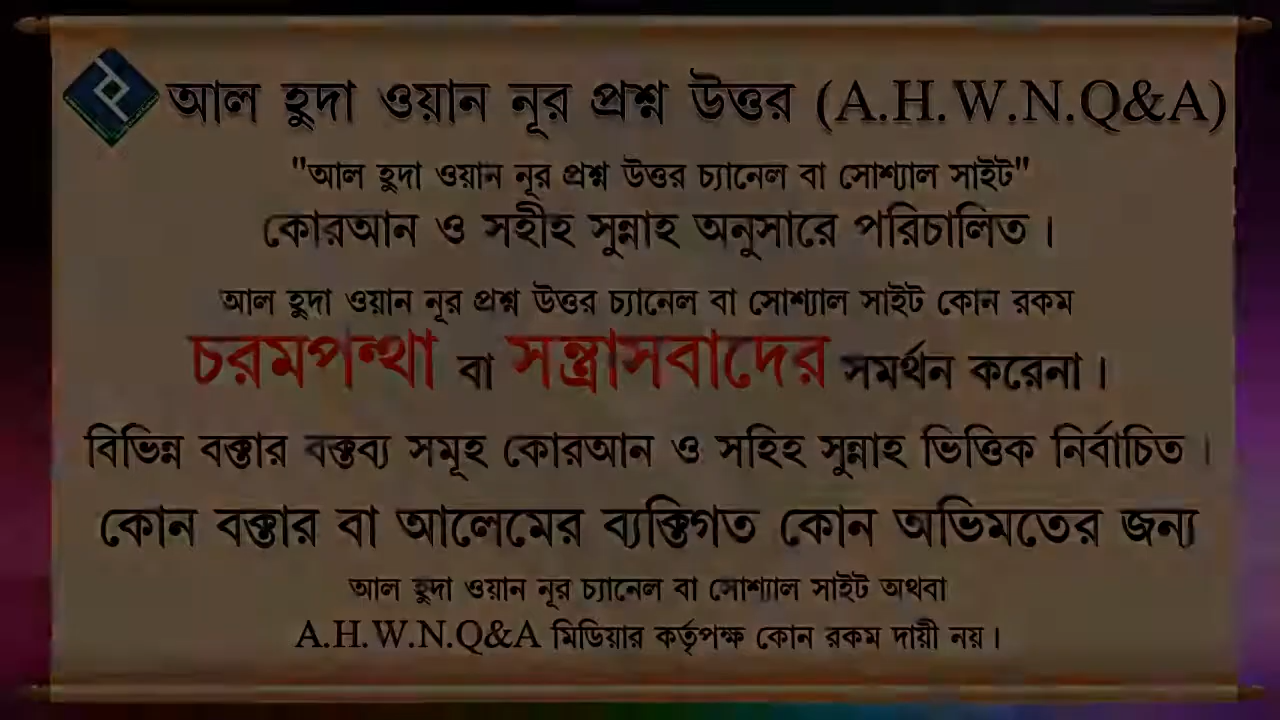 আল হুদা ওয়ান নূর প্রশ্ন উত্তর (A.H.W.N.Q&A)
"আল হুদা ওয়ান নূর প্রশ্ন উত্তর চ্যানেল বা সোশ্যাল সাইট"
কোরআন ও সহীহ সুন্নাহ অনুসারে পরিচালিত ।
আল হুদা ওয়ান নূর প্রশ্ন উত্তর চ্যানেল বা সোশ্যাল সাইট কোন রকম
চরমপন্থা বা সন্ত্রাসবাদের সমর্থন করেনা ।
বিভিন্ন বক্তার বক্তব্য সমূহ কোরআন ও সহিহ সুন্নাহ ভিত্তিক নির্বাচিত ।
কোন বক্তার বা আলেমের ব্যক্তিগত কোন অভিমতের জন্য
আল হুদা ওয়ান নূর চ্যানেল বা সোশ্যাল সাইট অথবা
A.H.W.N.Q&A মিডিয়ার কর্তৃপক্ষ কোন রকম দায়ী নয় ।